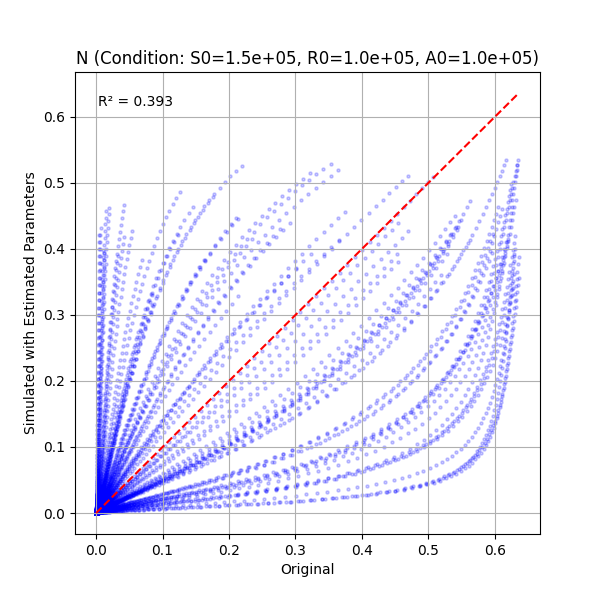 N (Condition: S0=1.5e+05, R0=1.0e+05, A0=1.0e+05)
R² = 0.393
0.6
0.5
0.4
0.3
0.2
0.1
0.0
Simulated with Estimated Parameters
0.0 0.1 0.2 0.3 0.4 0.5 0.6
Original